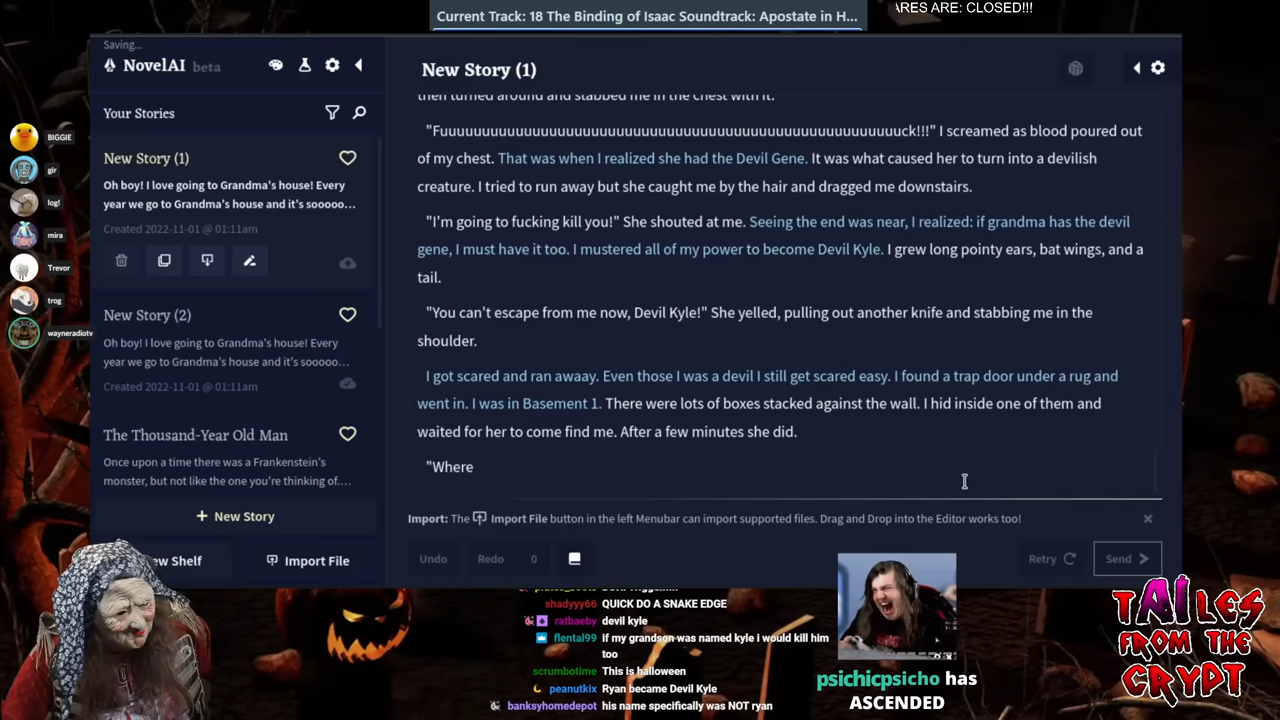 Current Track: 18 The Binding of Isaac Soundtrack: Apostate in H...
ARES ARE: CLOSED!!!
Saving...
NovelAI beta
New Story (1)
Your Stories
then turned around and stabbed me in the chest with it.
BIGGIE
"Fuuuuuuuuuuuuuuuuuuuuuuuuuuuuuuuuuuuuuuuuuuuuuuuuuuuuuuuuuuuck!!!" I screamed as blood poured out
New Story (1)
of my chest. That was when I realized she had the Devil Gene. It was what caused her to turn into a devilish
gir
Oh boy! I love going to Grandma's house! Every
creature. I tried to run away but she caught me by the hair and dragged me downstairs.
log!
year we go to Grandma's house and it's sooooo...
"I'm going to fucking kill you!" She shouted at me. Seeing the end was near, I realized: if grandma has the devil
Created 2022-11-01 @ 01:11am
mira
gene, I must have it too. I mustered all of my power to become Devil Kyle. I grew long pointy ears, bat wings, and a
Trevor
tail.
trog
New Story (2)
"You can't escape from me now, Devil Kyle!" She yelled, pulling out another knife and stabbing me in the
wayneradiotv
Oh boy! I love going to Grandma's house! Every
shoulder.
year we go to Grandma's house and it's sooooo...
I got scared and ran awaay. Even those I was a devil I still get scared easy. I found a trap door under a rug and
Created 2022-11-01 @ 01:11am
went in. I was in Basement 1. There were lots of boxes stacked against the wall. I hid inside one of them and
The Thousand-Year Old Man
waited for her to come find me. After a few minutes she did.
Once upon a time there was a Frankenstein's
"Where
monster, but not like the one you're thinking of....
+ New Story
Import: The Import File button in the left Menubar can import supported files. Drag and Drop into the Editor works too!
ew Shelf
Import File
Undo
Redo
0
Retry
Send
shadyyy66 QUICK DO A SNAKE EDGE
ratbaeby devil kyle
flental99 if my grandson was named kyle i would kill him
too
scrumbotime This is halloween
peanutkix Ryan became Devil Kyle
banksyhomedepot his name specifically was NOT ryan
psichicpsicho has
ASCENDED
TAILES
FROM THE
CRYPT